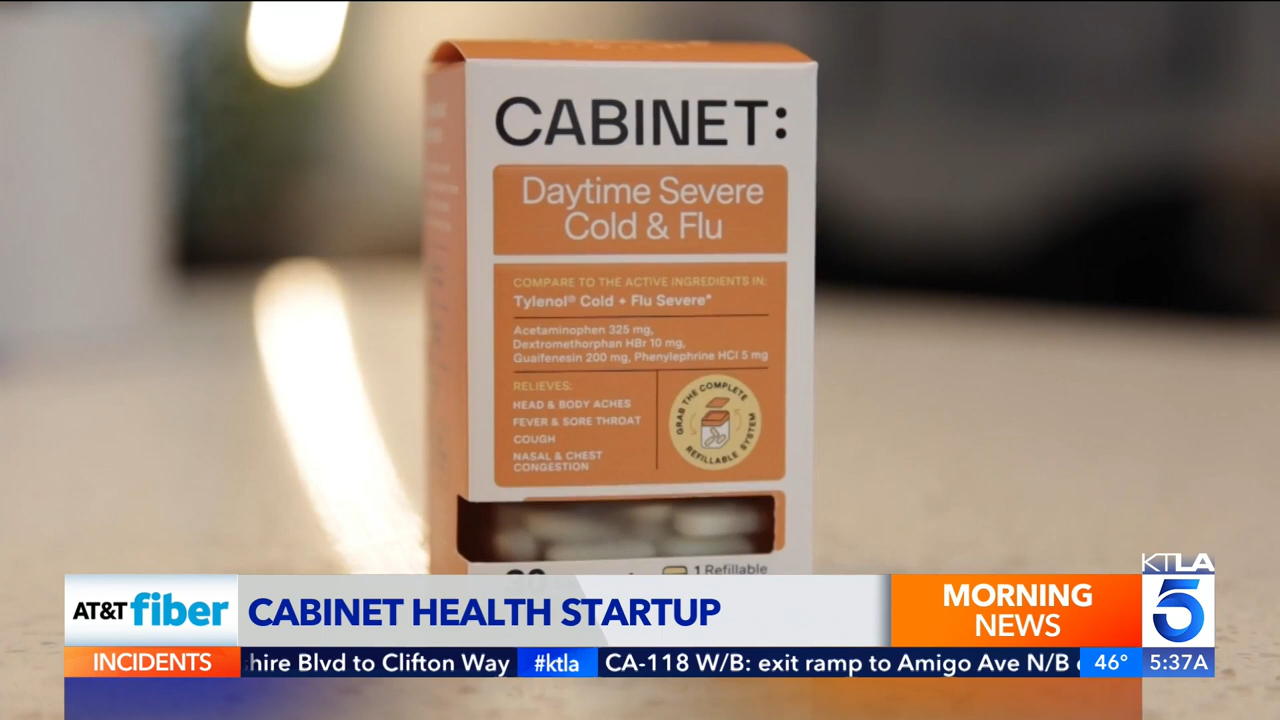 CABINET:
Daytime Severe
Cold & Flu
COMPARE TO THE ACTIVE INGREDIENTS IN:
Tylenol® Cold + Flu Severe*
Acetaminophen 325 mg,
Dextromethorphan HBr 10 mg,
Guaifenesin 200 mg, Phenylephrine HCl 5 mg
RELIEVES:
HEAD & BODY ACHES
FEVER & SORE THROAT
COUGH
NASAL & CHEST
CONGESTION
GRAB THE COMPLETE
REFILLABLE SYSTEM
1 Refillable
KTLA
5
AT&T fiber
CABINET HEALTH STARTUP
MORNING
NEWS
INCIDENTS
hire Blvd to Clifton Way
#ktla
CA-118 W/B: exit ramp to Amigo Ave N/B
46°
5:37A